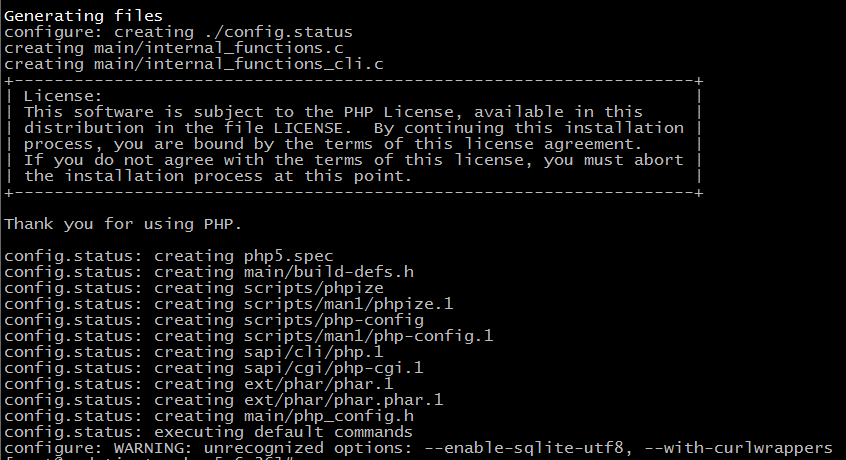 Generating files
configure: creating ./config.status
creating main/internal_functions.c
creating main/internal_functions_cli.c
+--------------------------------------------------------------------+
| License:                                                           |
| This software is subject to the PHP License, available in this     |
| distribution in the file LICENSE.  By continuing this installation |
| process, you are bound by the terms of this license agreement.     |
| If you do not agree with the terms of this license, you must abort |
| the installation process at this point.                            |
+--------------------------------------------------------------------+
Thank you for using PHP.
config.status: creating php5.spec
config.status: creating main/build-defs.h
config.status: creating scripts/phpize
config.status: creating scripts/man1/phpize.1
config.status: creating scripts/php-config
config.status: creating scripts/man1/php-config.1
config.status: creating sapi/cli/php.1
config.status: creating sapi/cgi/php-cgi.1
config.status: creating ext/phar/phar.1
config.status: creating ext/phar/phar.phar.1
config.status: creating main/php_config.h
config.status: executing default commands
configure: WARNING: unrecognized options: --enable-sqlite-utf8, --with-curlwrappers